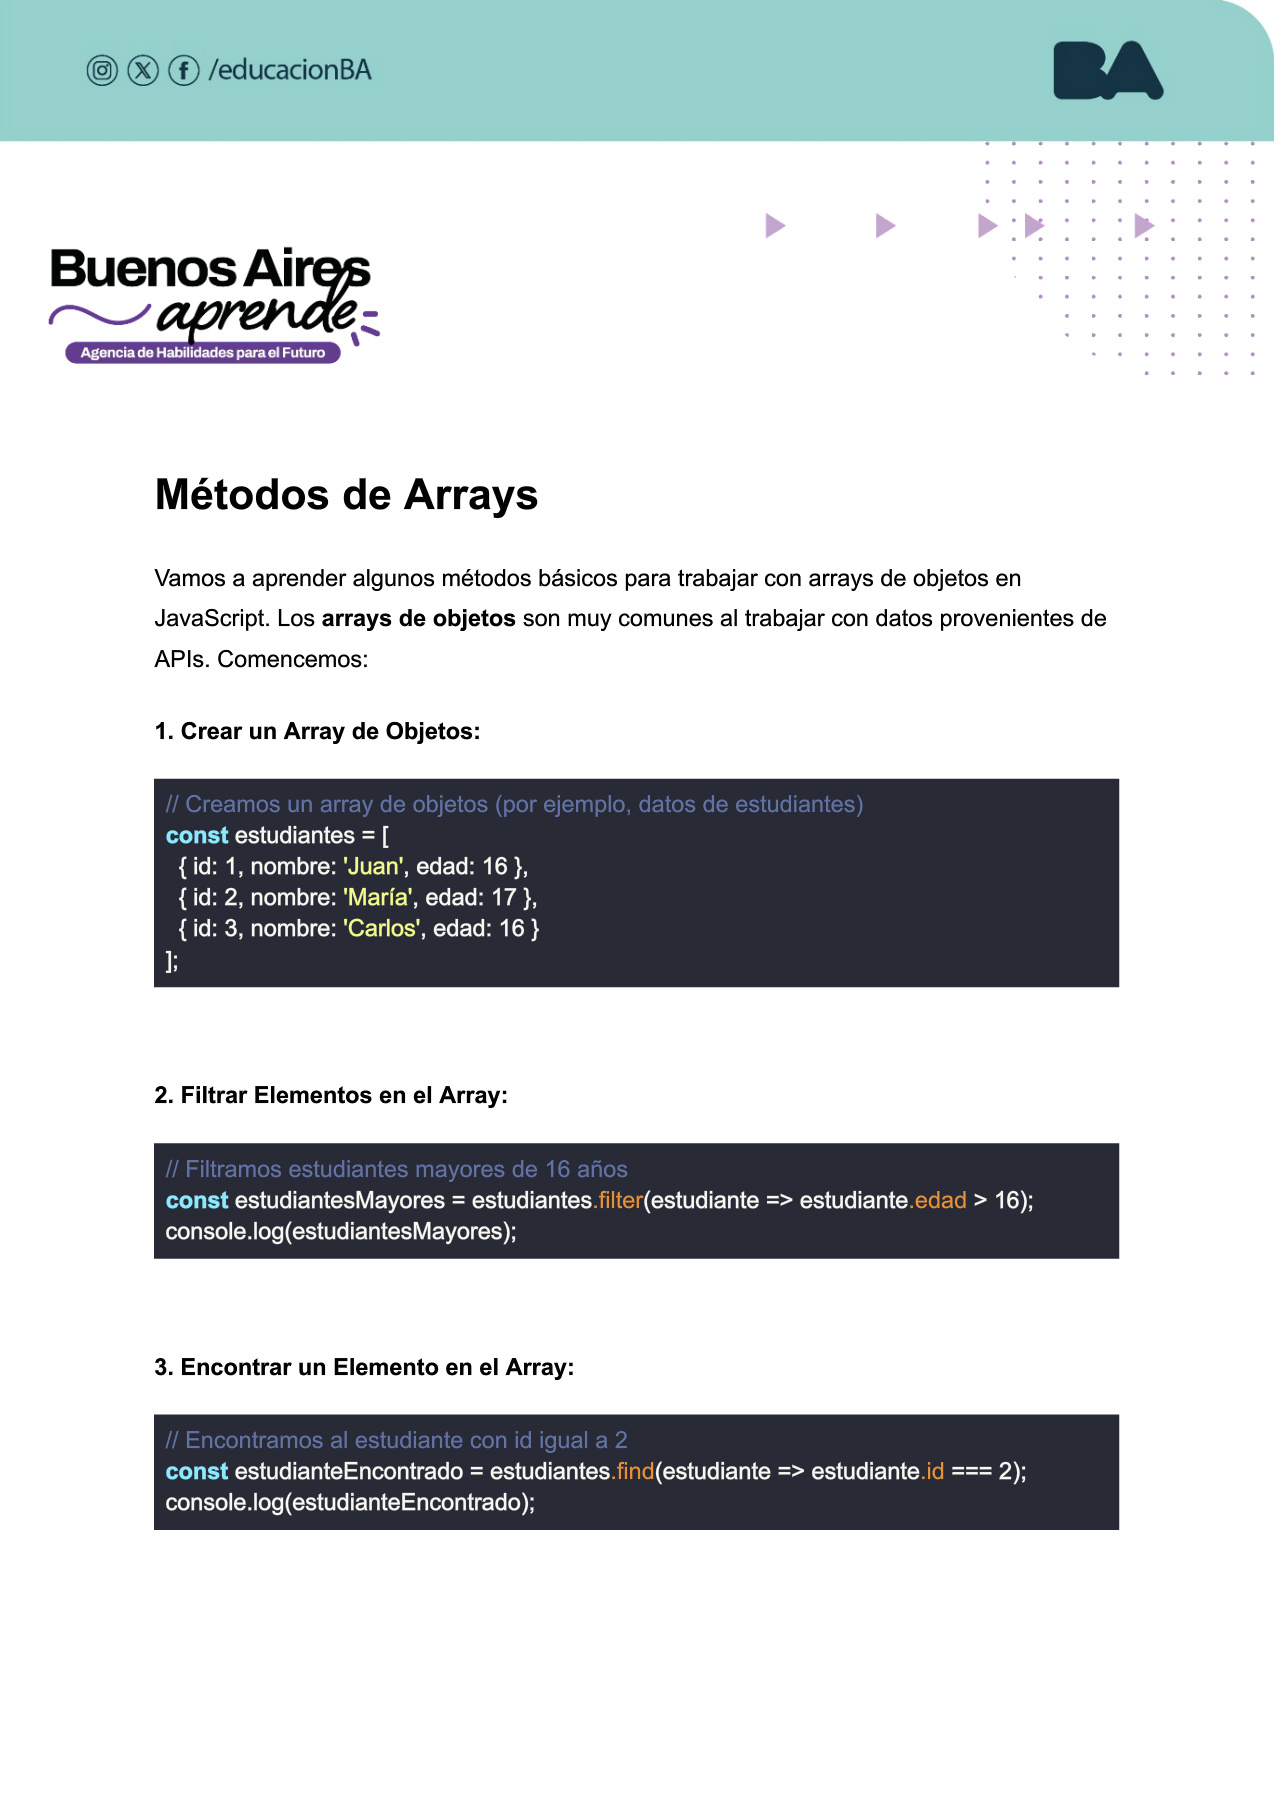 /educacionBA
BA
Buenos Aires
aprende
Agencia de Habilidades para el Futuro
Métodos de Arrays
Vamos a aprender algunos métodos básicos para trabajar con arrays de objetos en
JavaScript. Los arrays de objetos son muy comunes al trabajar con datos provenientes de
APIs. Comencemos:
1. Crear un Array de Objetos:
// Creamos un array de objetos (por ejemplo, datos de estudiantes)
const estudiantes = [
  { id: 1, nombre: 'Juan', edad: 16 },
  { id: 2, nombre: 'María', edad: 17 },
  { id: 3, nombre: 'Carlos', edad: 16 }
];
2. Filtrar Elementos en el Array:
// Filtramos estudiantes mayores de 16 años
const estudiantesMayores = estudiantes.filter(estudiante => estudiante.edad > 16);
console.log(estudiantesMayores);
3. Encontrar un Elemento en el Array:
// Encontramos al estudiante con id igual a 2
const estudianteEncontrado = estudiantes.find(estudiante => estudiante.id === 2);
console.log(estudianteEncontrado);